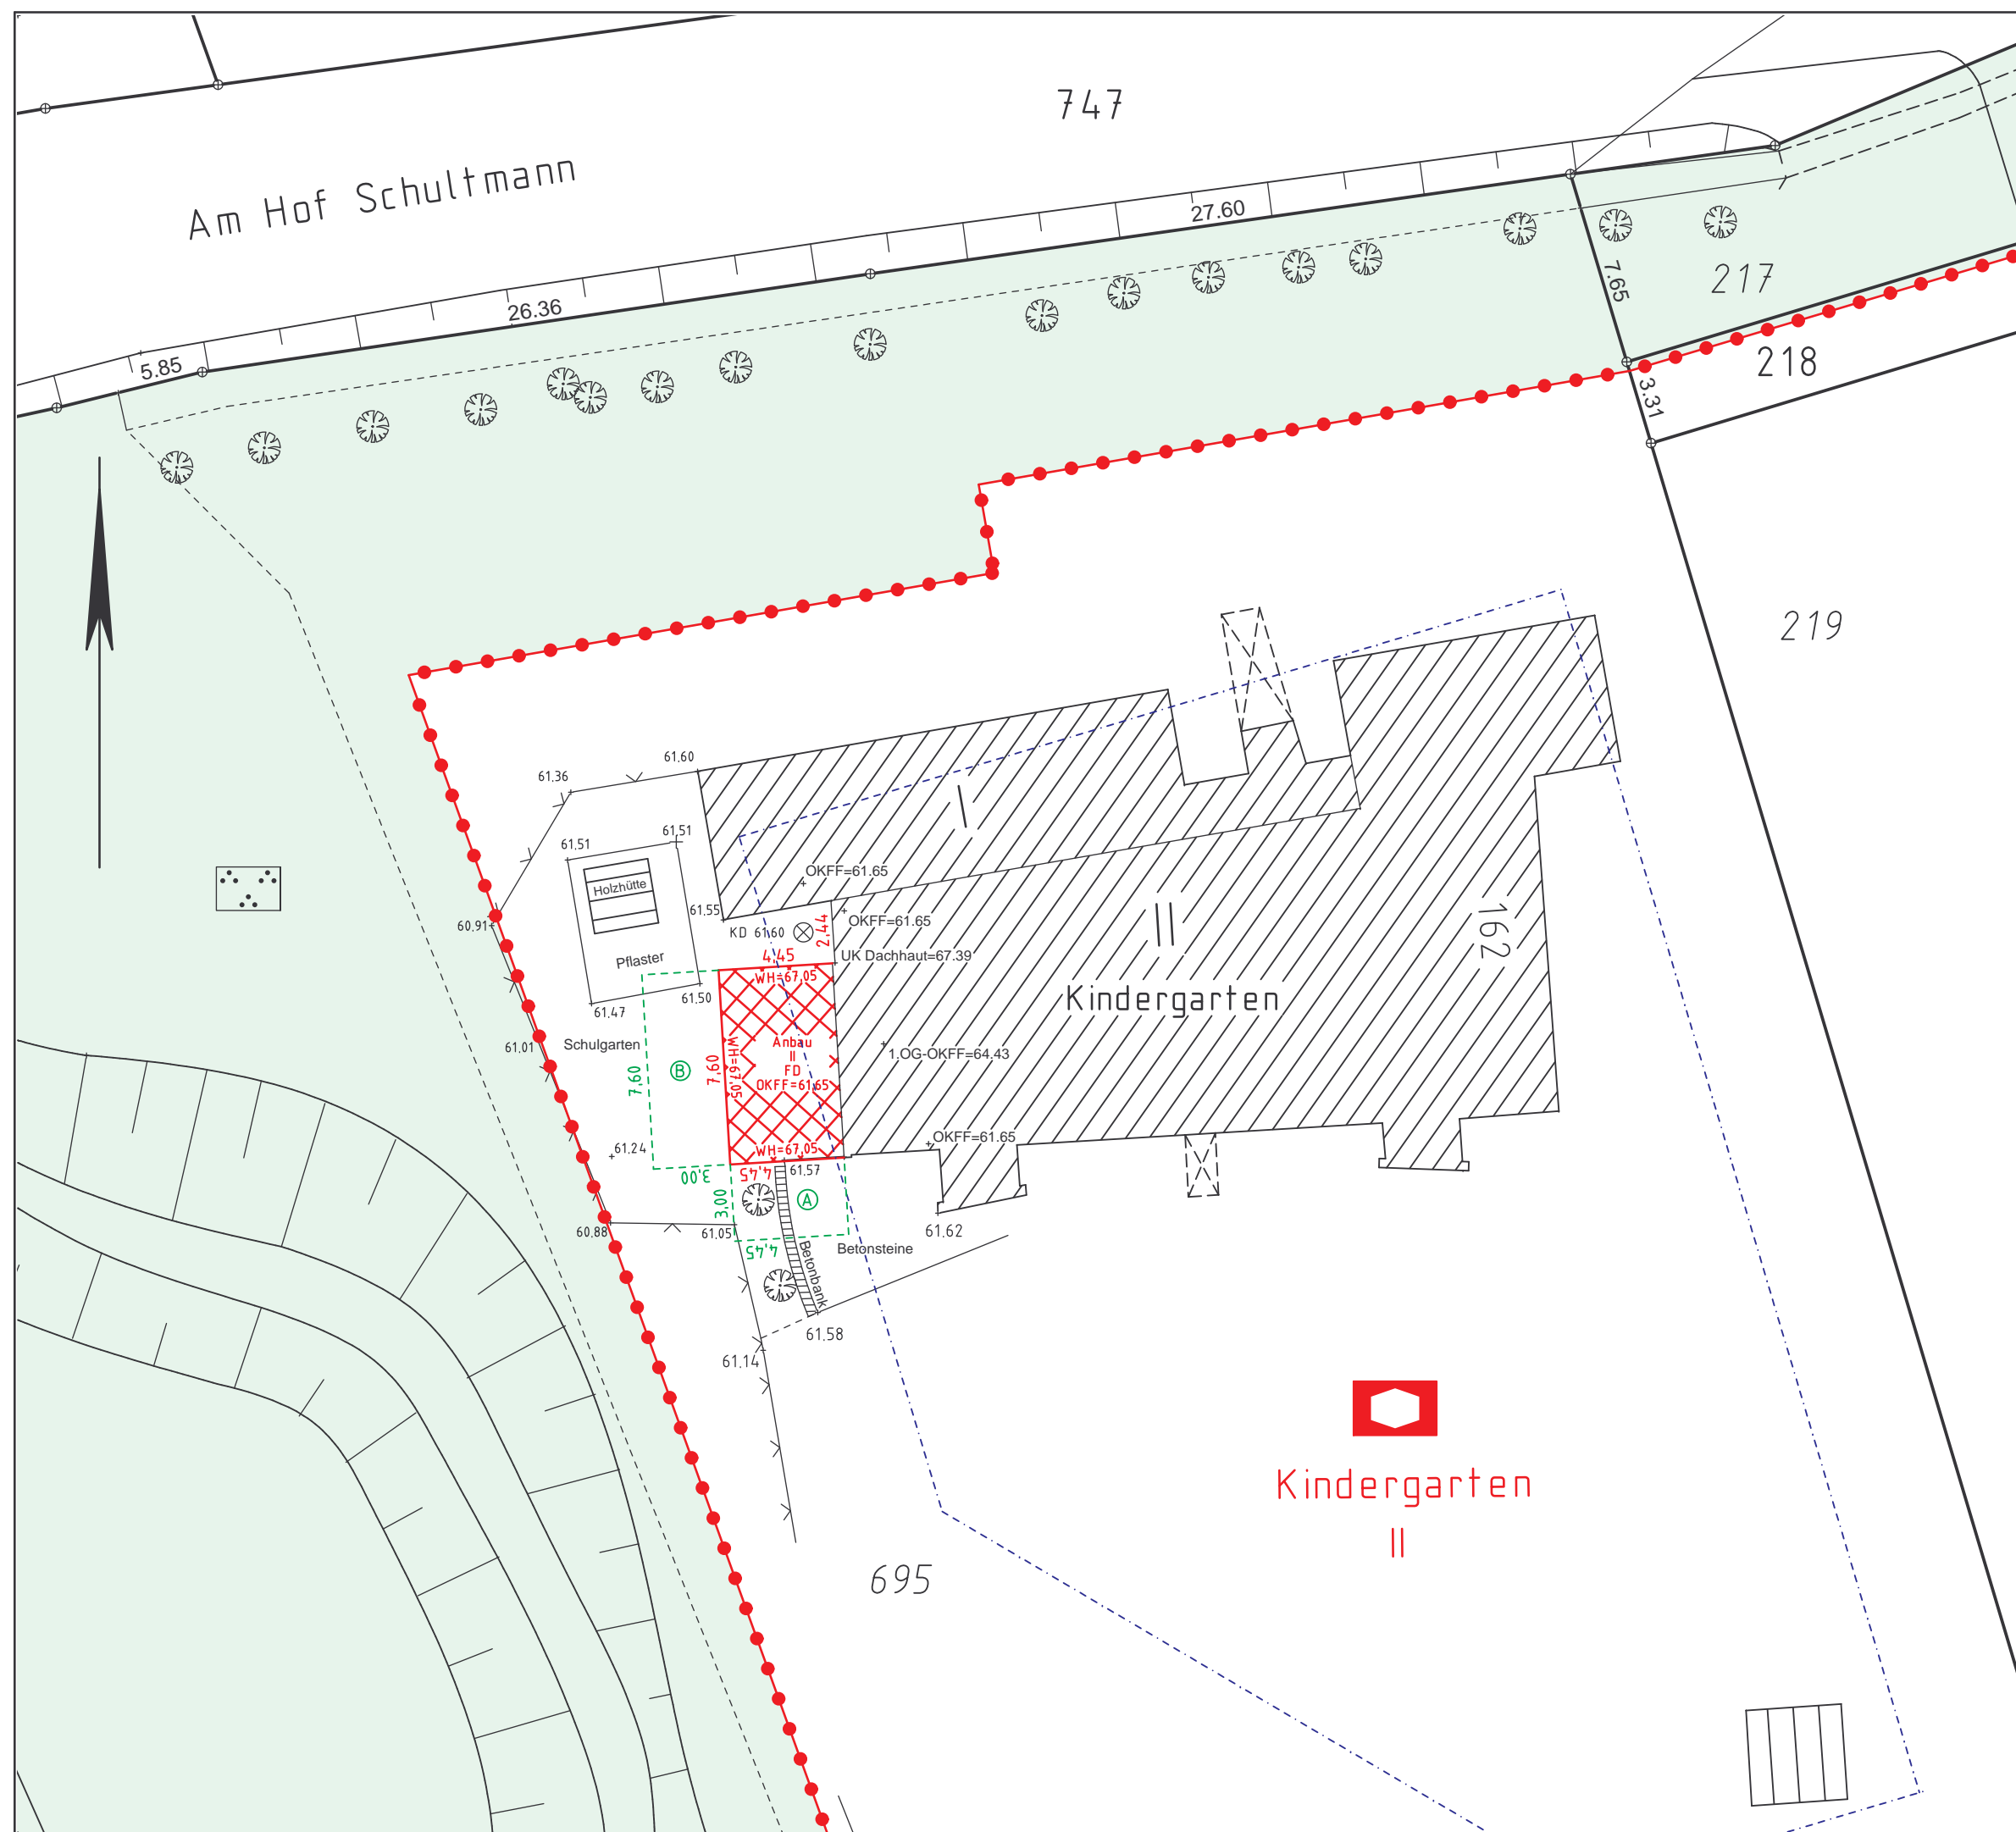 747
Am Hof Schultmann
27.60
26.36
5.85
7.65
217
218
3.31
219
61.60
61.36
61.51
61.51
Holzhütte
I
OKFF=61.65
61.55
OKFF=61.65
KD 61.60
2,44
60.91
4,45
UK Dachhaut=67.39
II
162
Pflaster
WH=67,05
61.50
61.47
Kindergarten
Schulgarten
61.01
WH=67,05
Anbau
II
FD
OKFF=61.65
1.OG-OKFF=64.43
7,60
B
7,60
61.24
WH=67,05
OKFF=61.65
3,00
4,45
61.57
3,00
A
60.88
61.05
61.62
4,45
Betonsteine
Betonbank
61.58
61.14
Kindergarten
II
695